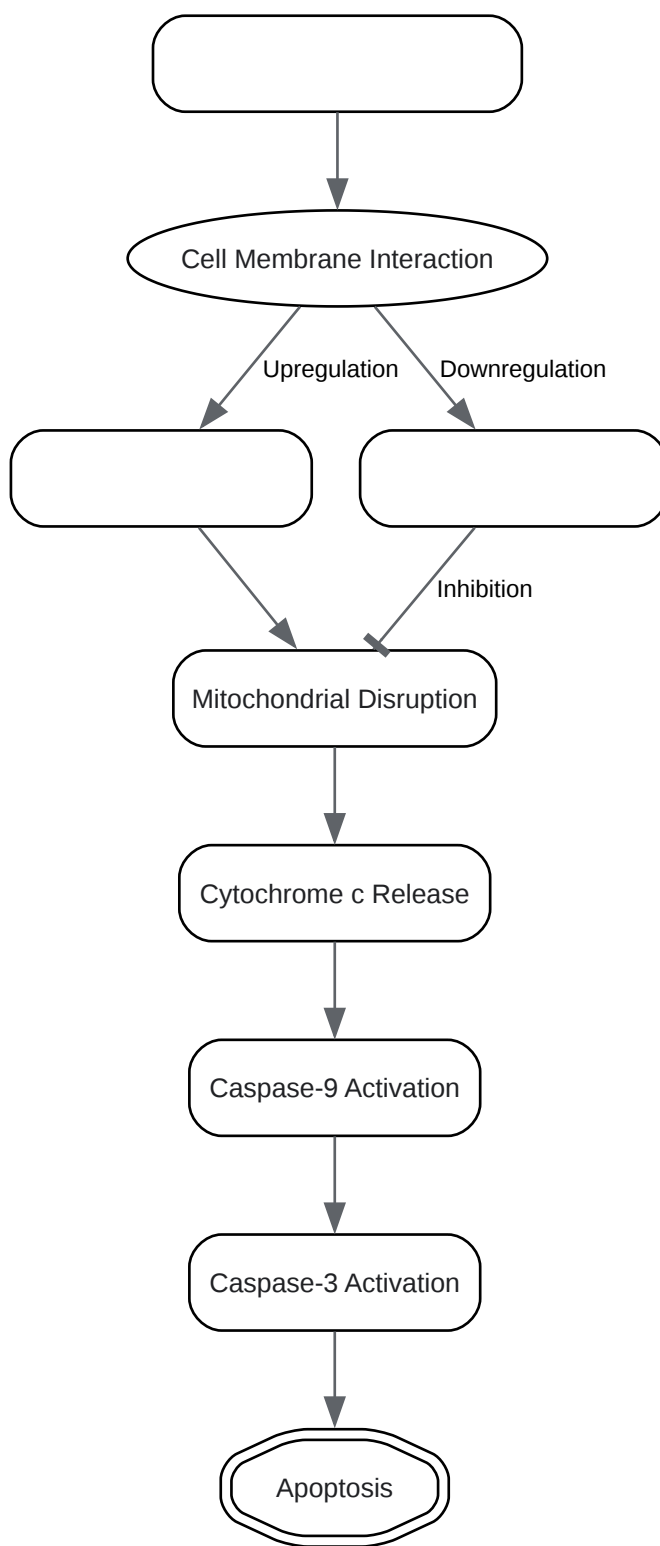 Cell Membrane Interaction
Upregulation
Downregulation
Inhibition
Mitochondrial Disruption
Cytochrome c Release
Caspase-9 Activation
Caspase-3 Activation
Apoptosis